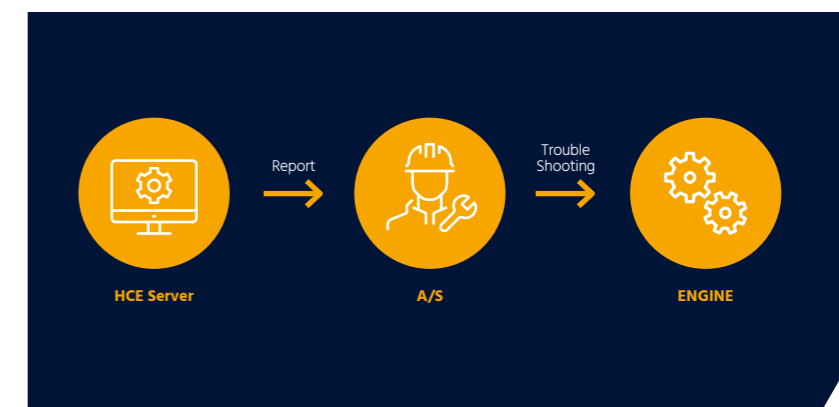 Report
Trouble
Shooting
HCE Server
A/S
ENGINE